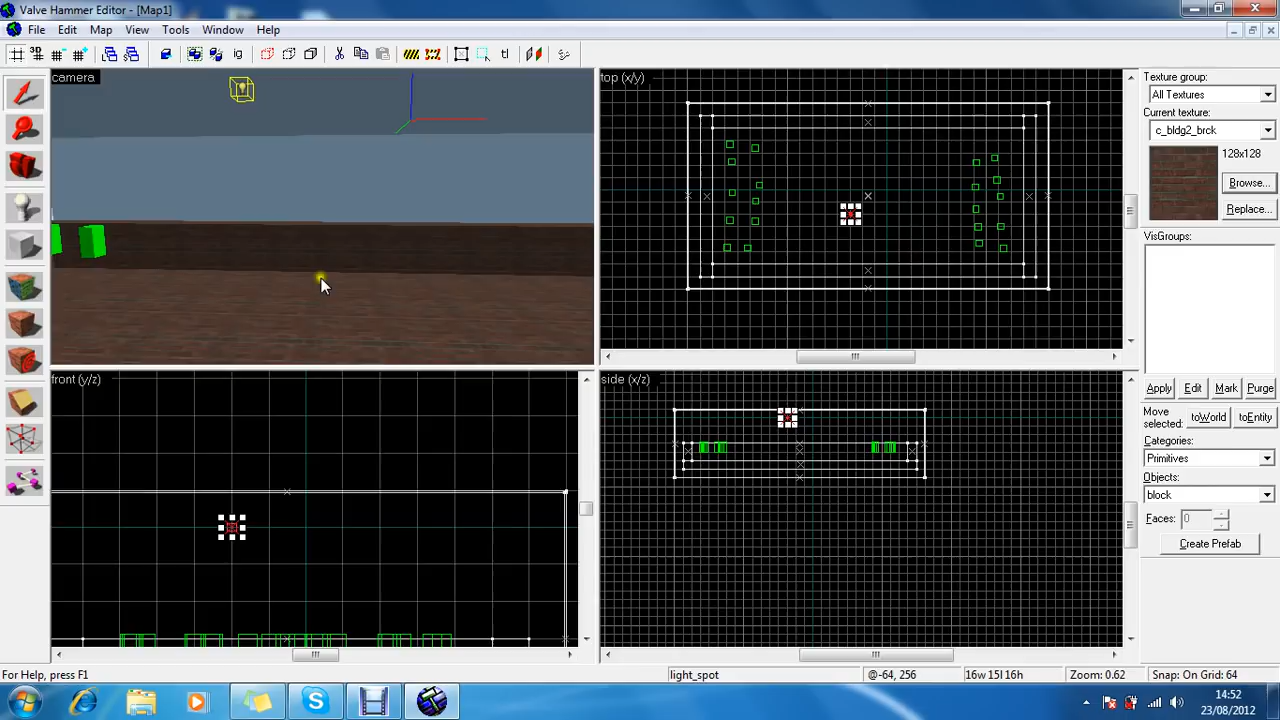 Valve Hammer Editor - [Map1]
File Edit Map View Tools Window Help
camera
top (x/y)
front (y/z)
side (x/z)
Texture group:
All Textures
Current texture:
c_bldg2_brck
128x128
Browse...
Replace...
VisGroups:
Apply Edit Mark Purge
Move selected: toWorld toEntity
Categories:
Primitives
Objects:
block
Faces: 0
Create Prefab
For Help, press F1
light_spot
@-64, 256
16w 15l 16h
Zoom: 0.62
Snap: On Grid: 64
14:52
23/08/2012